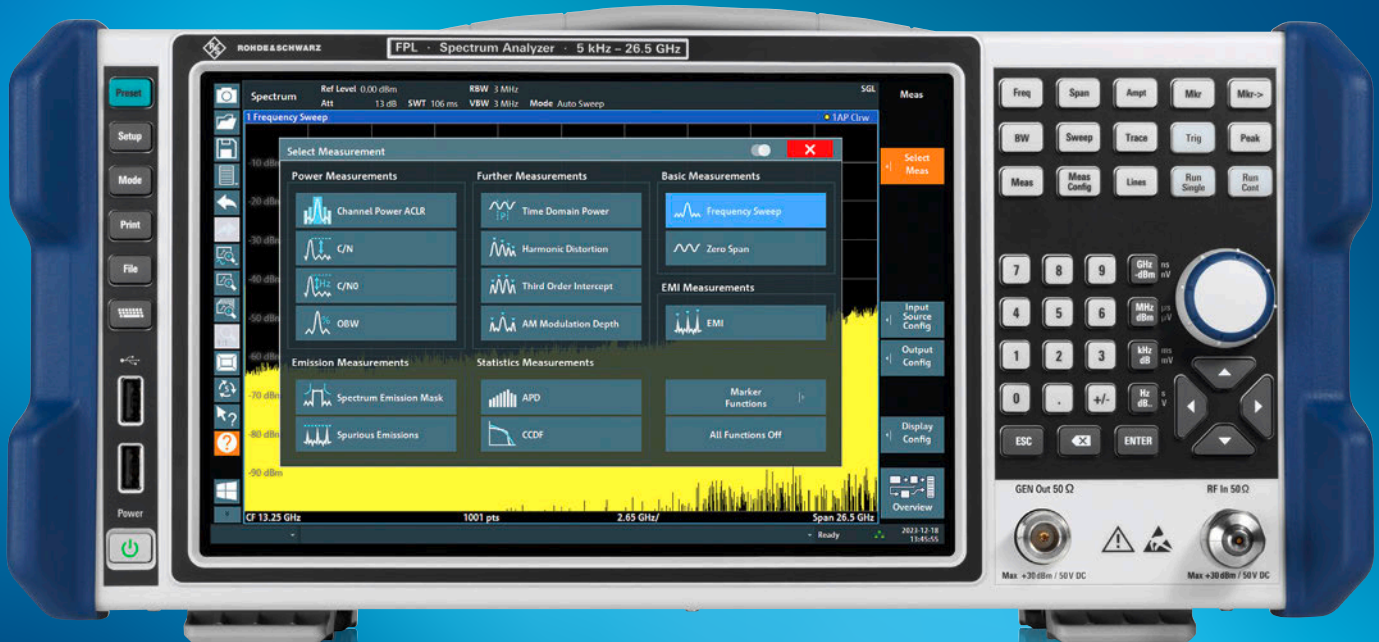 ROHDE&SCHWARZ
FPL · Spectrum Analyzer · 5 kHz – 26.5 GHz
Preset
Setup
Mode
Print
File
Power
Spectrum
Ref Level 0.00 dBm
RBW 3 MHz
SGL
Att 13 dB SWT 106 ms VBW 3 MHz Mode Auto Sweep
1 Frequency Sweep
1AP Clrw
Select Measurement
Power Measurements
Channel Power ACLR
C/N
C/N0
OBW
Further Measurements
Time Domain Power
Harmonic Distortion
Third Order Intercept
AM Modulation Depth
Basic Measurements
Frequency Sweep
Zero Span
EMI Measurements
EMI
Emission Measurements
Spectrum Emission Mask
Spurious Emissions
Statistics Measurements
APD
CCDF
Marker
Functions
All Functions Off
-10 dBm
-20 dBm
-30 dBm
-40 dBm
-50 dBm
-60 dBm
-70 dBm
-80 dBm
-90 dBm
CF 13.25 GHz
1001 pts
2.65 GHz/
Span 26.5 GHz
Ready
2023-12-18
11:45:55
Meas
Select
Meas
Input
Source
Config
Output
Config
Display
Config
Overview
Freq Span Ampt Mkr Mkr->
BW Sweep Trace Trig Peak
Meas
Meas
Config
Lines
Run
Single
Run
Cont
7 8 9
GHz
-dBm
ns
nV
4 5 6
MHz
dBm
µs
µV
1 2 3
kHz
dB
ms
mV
0 . +/-
Hz
dB..
s
V
ESC
ENTER
GEN Out 50 Ω
RF In 50 Ω
Max +30 dBm / 50 V DC
Max +30 dBm / 50 V DC